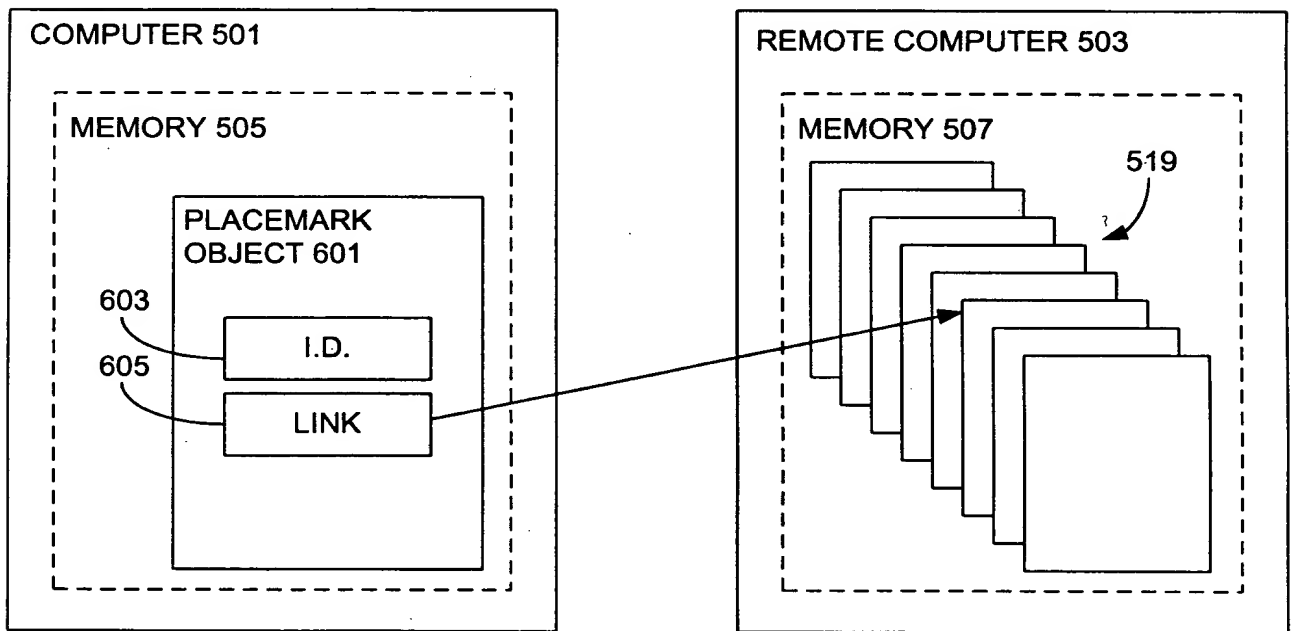 COMPUTER 501
MEMORY 505
PLACEMARK
OBJECT 601
603
I.D.
605
LINK
REMOTE COMPUTER 503
MEMORY 507
519